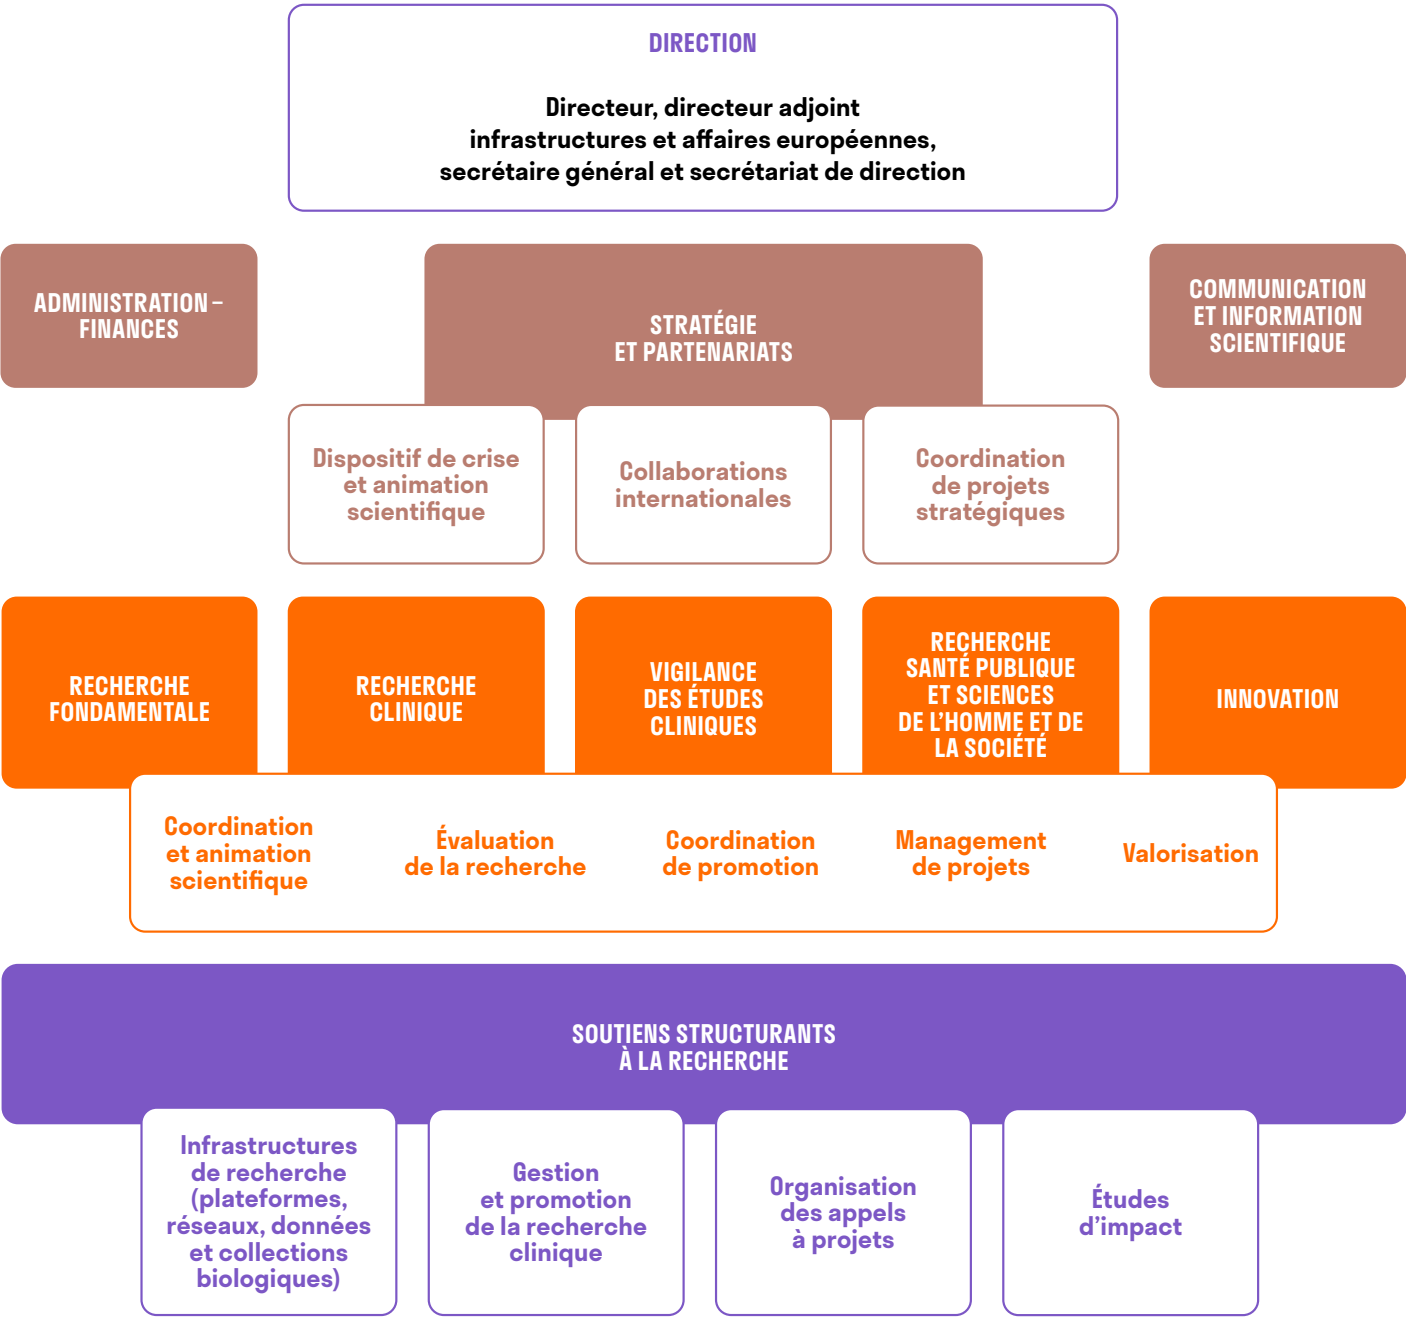 DIRECTION
Directeur, directeur adjoint
infrastructures et affaires européennes,
secrétaire général et secrétariat de direction
ADMINISTRATION –
FINANCES
STRATÉGIE
ET PARTENARIATS
COMMUNICATION
ET INFORMATION
SCIENTIFIQUE
Dispositif de crise
et animation
scientifique
Collaborations
internationales
Coordination
de projets
stratégiques
RECHERCHE
FONDAMENTALE
RECHERCHE
CLINIQUE
VIGILANCE
DES ÉTUDES
CLINIQUES
RECHERCHE
SANTÉ PUBLIQUE
ET SCIENCES
DE L’HOMME ET DE
LA SOCIÉTÉ
INNOVATION
Coordination
et animation
scientifique
Évaluation
de la recherche
Coordination
de promotion
Management
de projets
Valorisation
SOUTIENS STRUCTURANTS
À LA RECHERCHE
Infrastructures
de recherche
(plateformes,
réseaux, données
et collections
biologiques)
Gestion
et promotion
de la recherche
clinique
Organisation
des appels
à projets
Études
d’impact